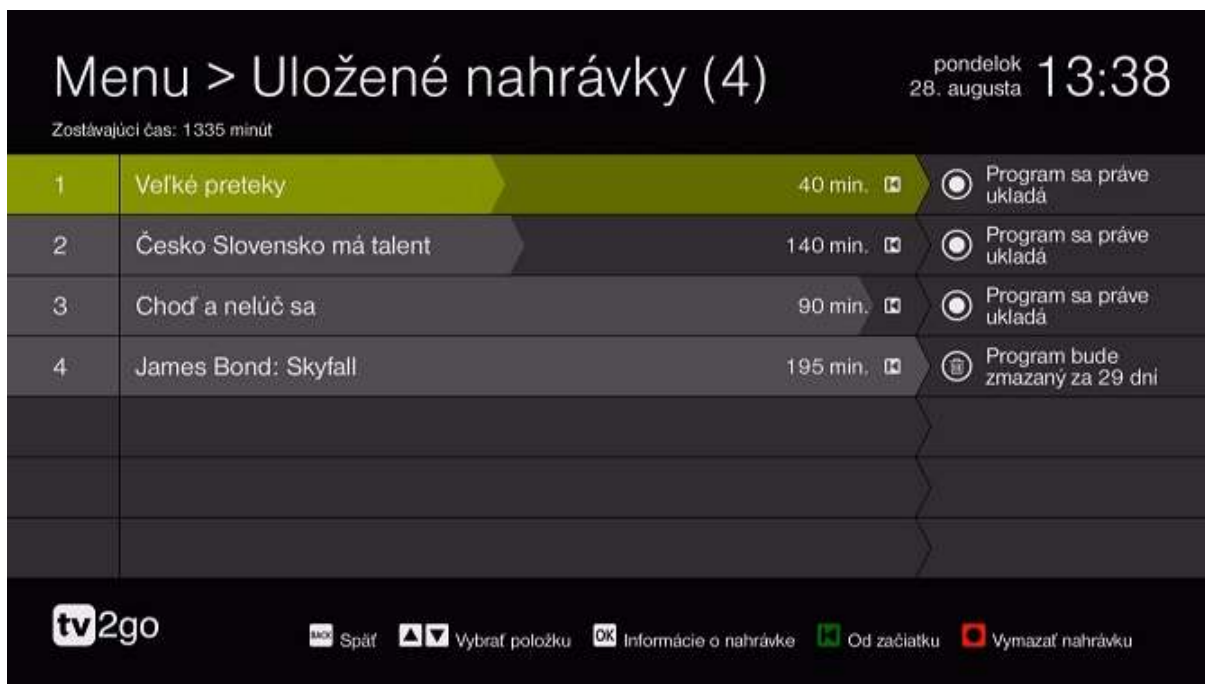 Menu > Uložené nahrávky (4)
pondelok
28. augusta
13:38
Zostávajúci čas: 1335 minút
1 Veľké preteky 40 min. Program sa práve
ukladá
2 Česko Slovensko má talent 140 min. Program sa práve
ukladá
3 Choď a nelúč sa 90 min. Program sa práve
ukladá
4 James Bond: Skyfall 195 min. Program bude
zmazaný za 29 dní
tv2go
BACK Späť Vybrať položku OK Informácie o nahrávke Od začiatku Vymazať nahrávku